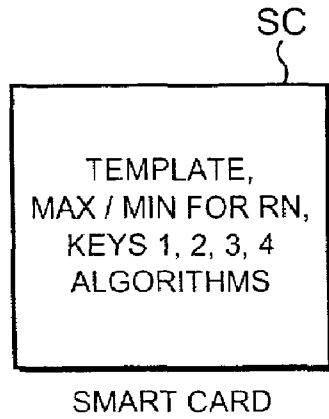 SC
TEMPLATE,
MAX / MIN FOR RN,
KEYS 1, 2, 3, 4
ALGORITHMS
SMART CARD